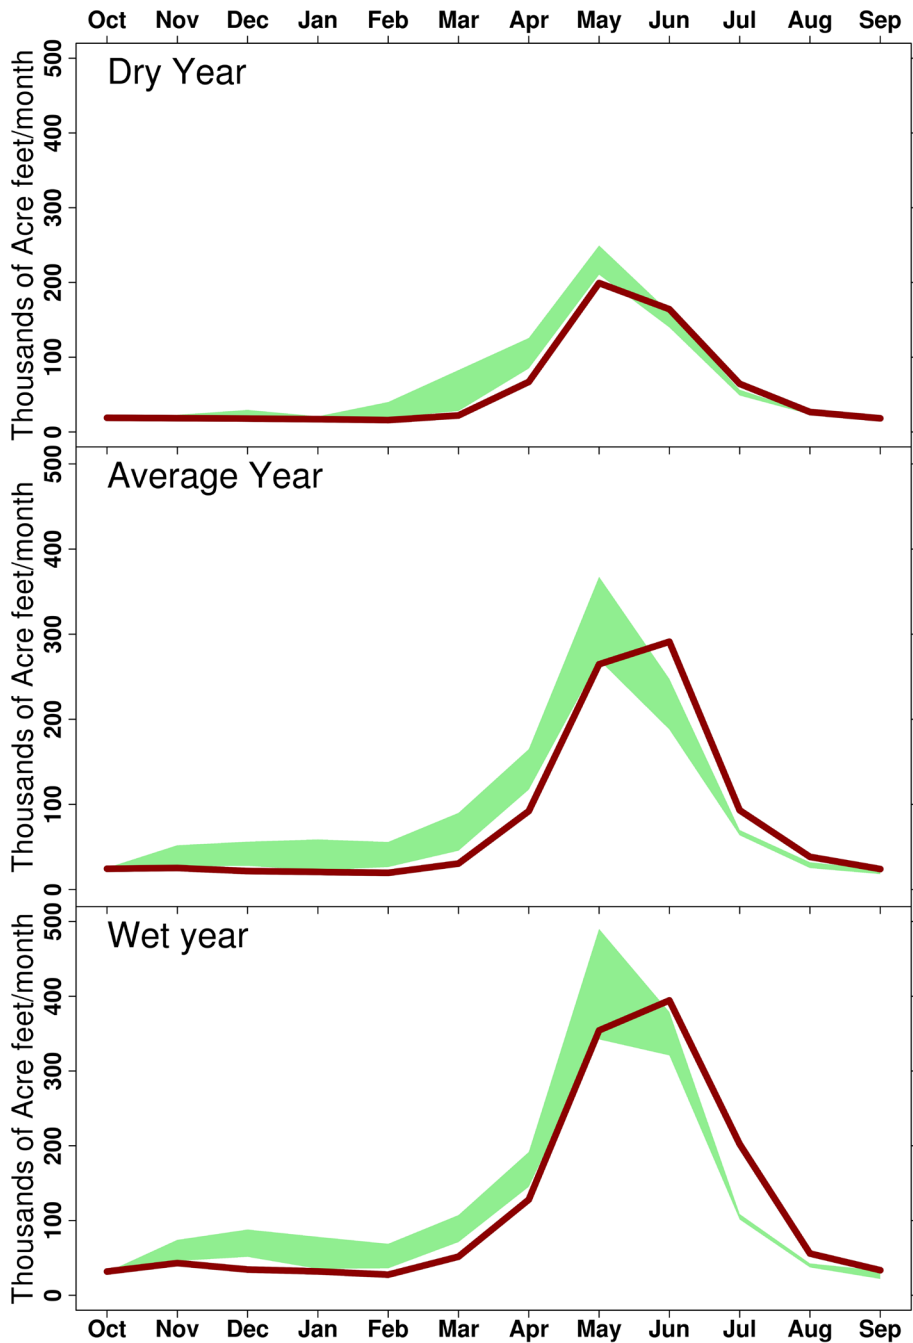 Oct Nov Dec Jan Feb Mar Apr May Jun Jul Aug Sep
Dry Year
Thousands of Acre feet/month
500
400
300
200
100
0
Average Year
Thousands of Acre feet/month
500
400
300
200
100
0
Wet year
Thousands of Acre feet/month
500
400
300
200
100
0
Oct Nov Dec Jan Feb Mar Apr May Jun Jul Aug Sep